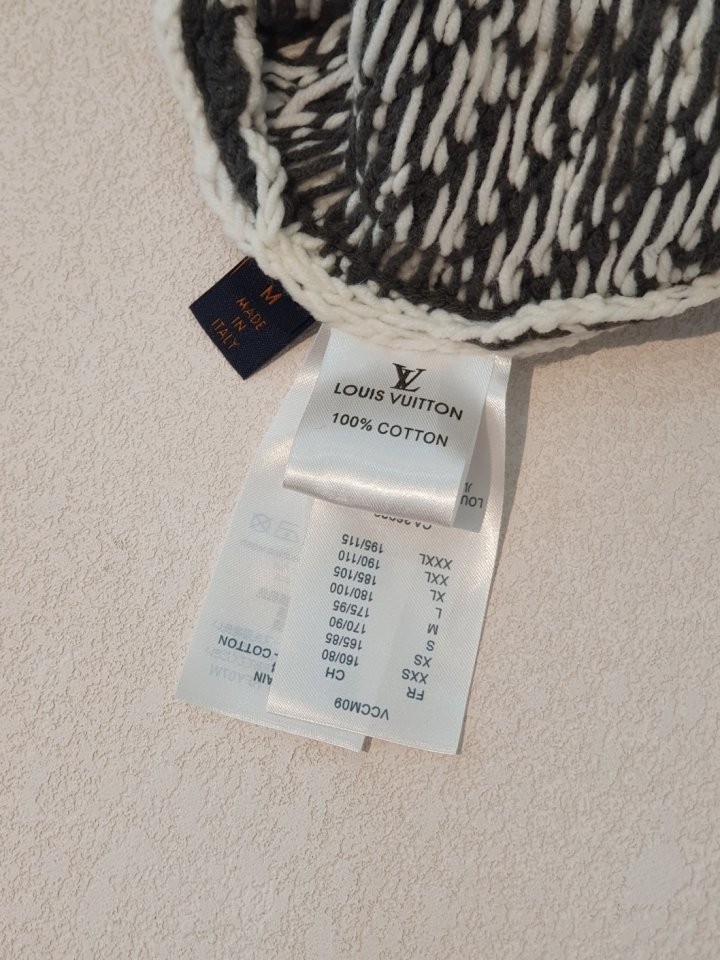 M
MADE
IN
ITALY
LV
LOUIS VUITTON
100% COTTON
VCCM09
FR CH
XXS 160/80
XS 165/85
S 170/90
M 175/95
L 180/100
XL 185/105
XXL 190/110
XXXL 195/115
COTTON